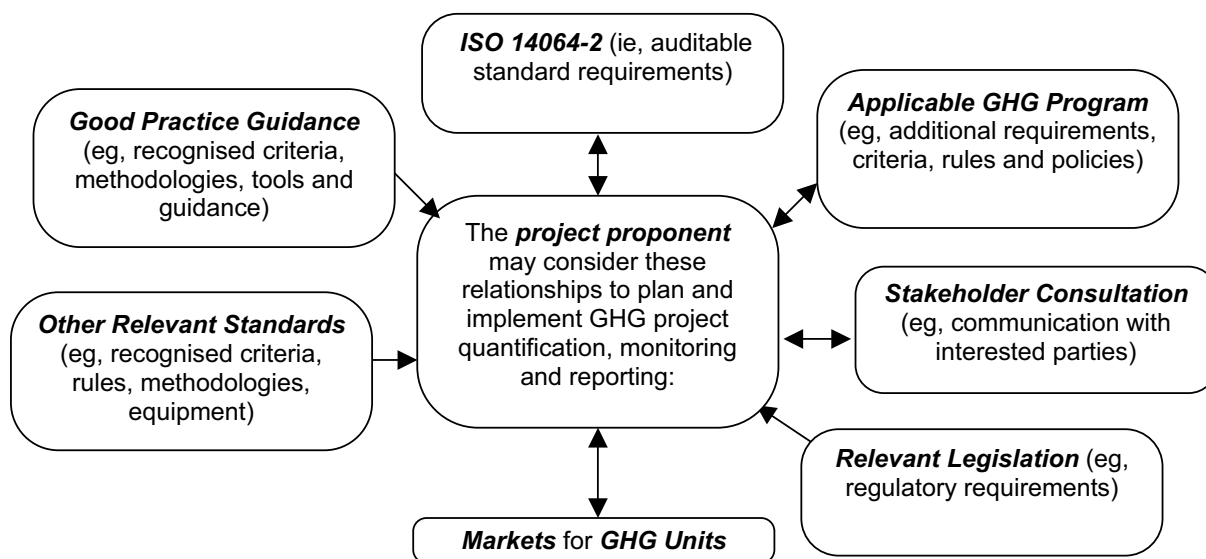 ISO 14064-2 (ie, auditable
standard requirements)
Good Practice Guidance
(eg, recognised criteria,
methodologies, tools and
guidance)
Applicable GHG Program
(eg, additional requirements,
criteria, rules and policies)
The project proponent
may consider these
relationships to plan and
implement GHG project
quantification, monitoring
and reporting:
Other Relevant Standards
(eg, recognised criteria,
rules, methodologies,
equipment)
Stakeholder Consultation
(eg, communication with
interested parties)
Relevant Legislation (eg,
regulatory requirements)
Markets for GHG Units